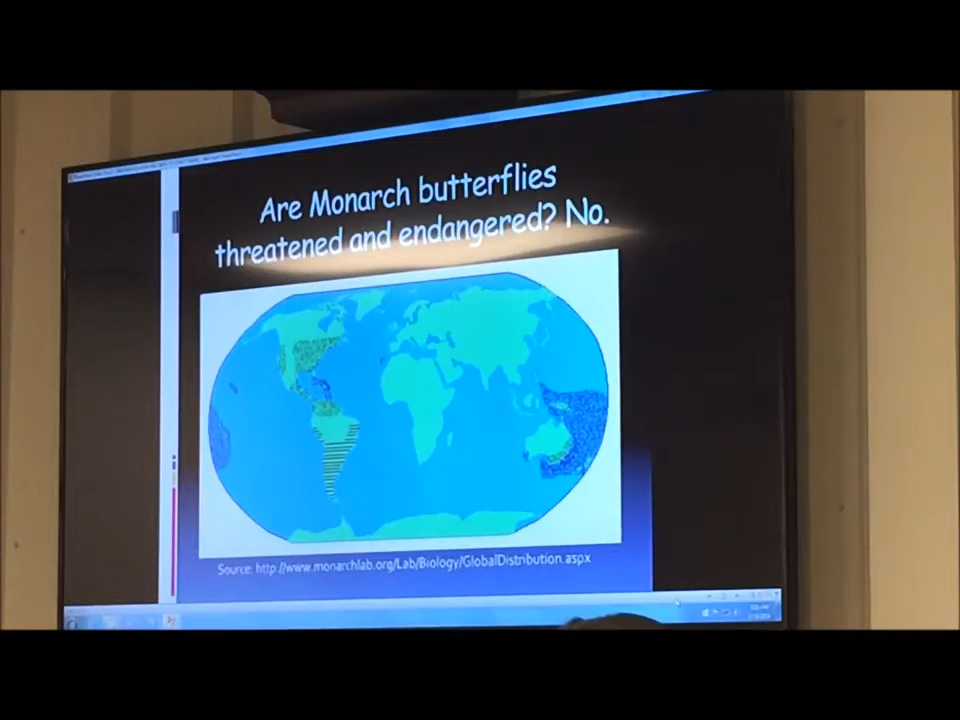 Are Monarch butterflies
threatened and endangered? No.
Source: http://www.monarchlab.org/Lab/Biology/GlobalDistribution.aspx